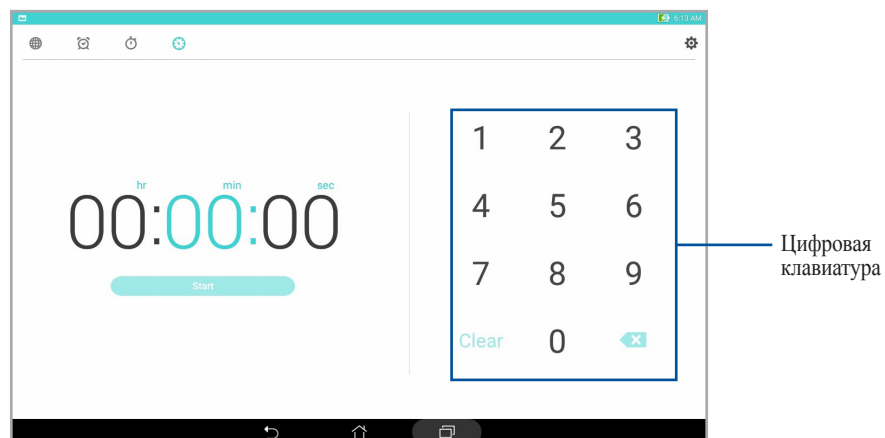 6:13 AM
hr min sec
00:00:00
Start
1 2 3
4 5 6
7 8 9
Clear 0
Цифровая
клавиатура